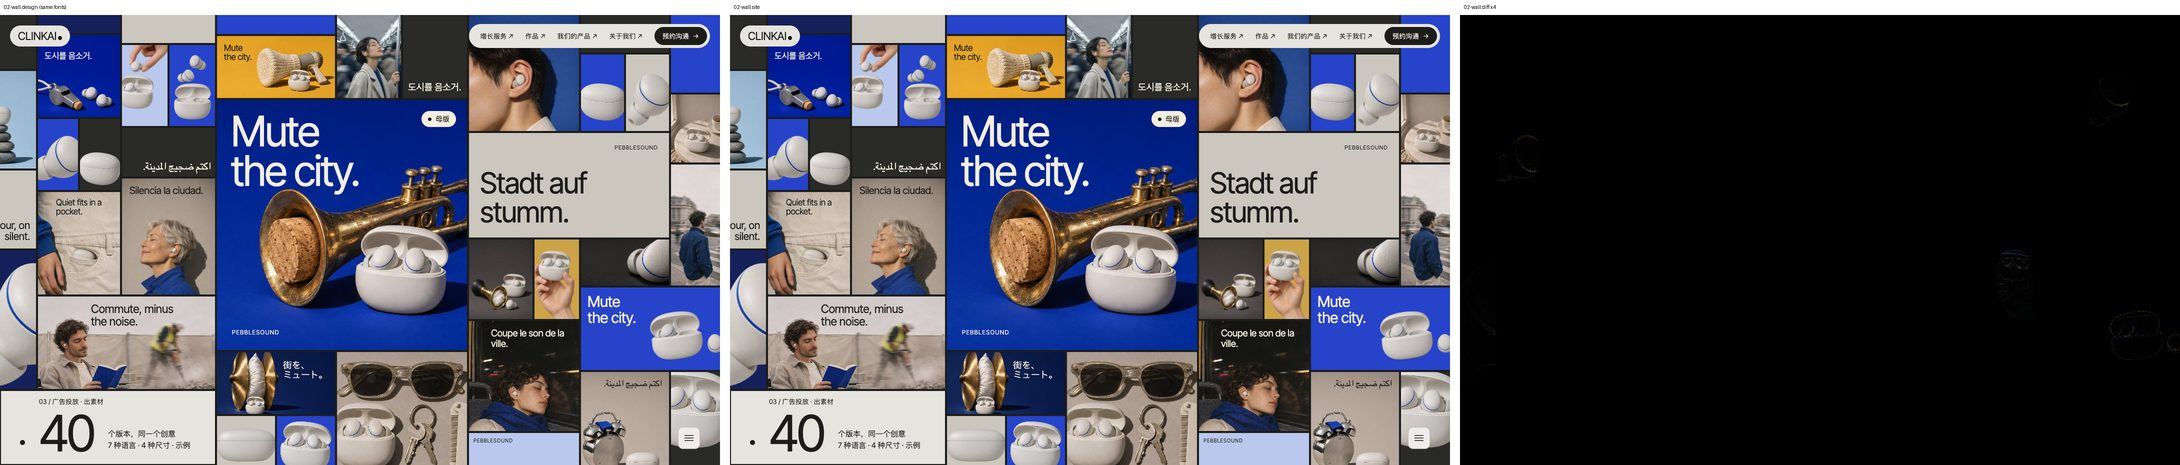 02-wall design (same fonts)
CLINKAI
增长服务 ↗ 作品 ↗ 我们的产品 ↗ 关于我们 ↗ 预约沟通 →
도시를 음소거.
Mute
the city.
도시를 음소거.
母版
Mute
the city.
PEBBLESOUND
اكتم ضجيج المدينة.
Silencia la ciudad.
Quiet fits in a
pocket.
Stadt auf
stumm.
our, on
silent.
Commute, minus
the noise.
Mute
the city.
PEBBLESOUND
Coupe le son de la
ville.
街を、
ミュート。
اكتم ضجيج المدينة.
03 / 广告投放 · 出素材
40
个版本，同一个创意
7 种语言 · 4 种尺寸 · 示例
PEBBLESOUND
02-wall site
CLINKAI
增长服务 ↗ 作品 ↗ 我们的产品 ↗ 关于我们 ↗ 预约沟通 →
도시를 음소거.
Mute
the city.
도시를 음소거.
母版
Mute
the city.
PEBBLESOUND
اكتم ضجيج المدينة.
Silencia la ciudad.
Quiet fits in a
pocket.
Stadt auf
stumm.
our, on
silent.
Commute, minus
the noise.
Mute
the city.
PEBBLESOUND
Coupe le son de la
ville.
街を、
ミュート。
اكتم ضجيج المدينة.
03 / 广告投放 · 出素材
40
个版本，同一个创意
7 种语言 · 4 种尺寸 · 示例
PEBBLESOUND
02-wall diff x4